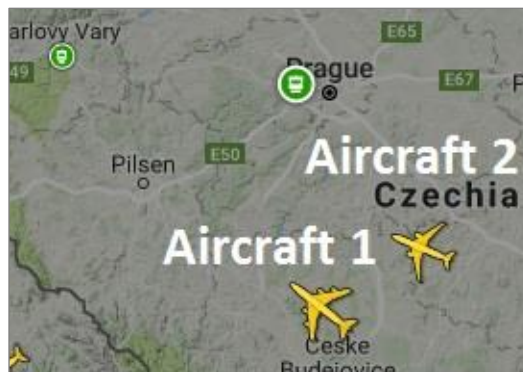 arlovy Vary
E65
49
Prague
E67
Pilsen
E50
Aircraft 2
Czechia
Aircraft 1
Ceske
Budejovice